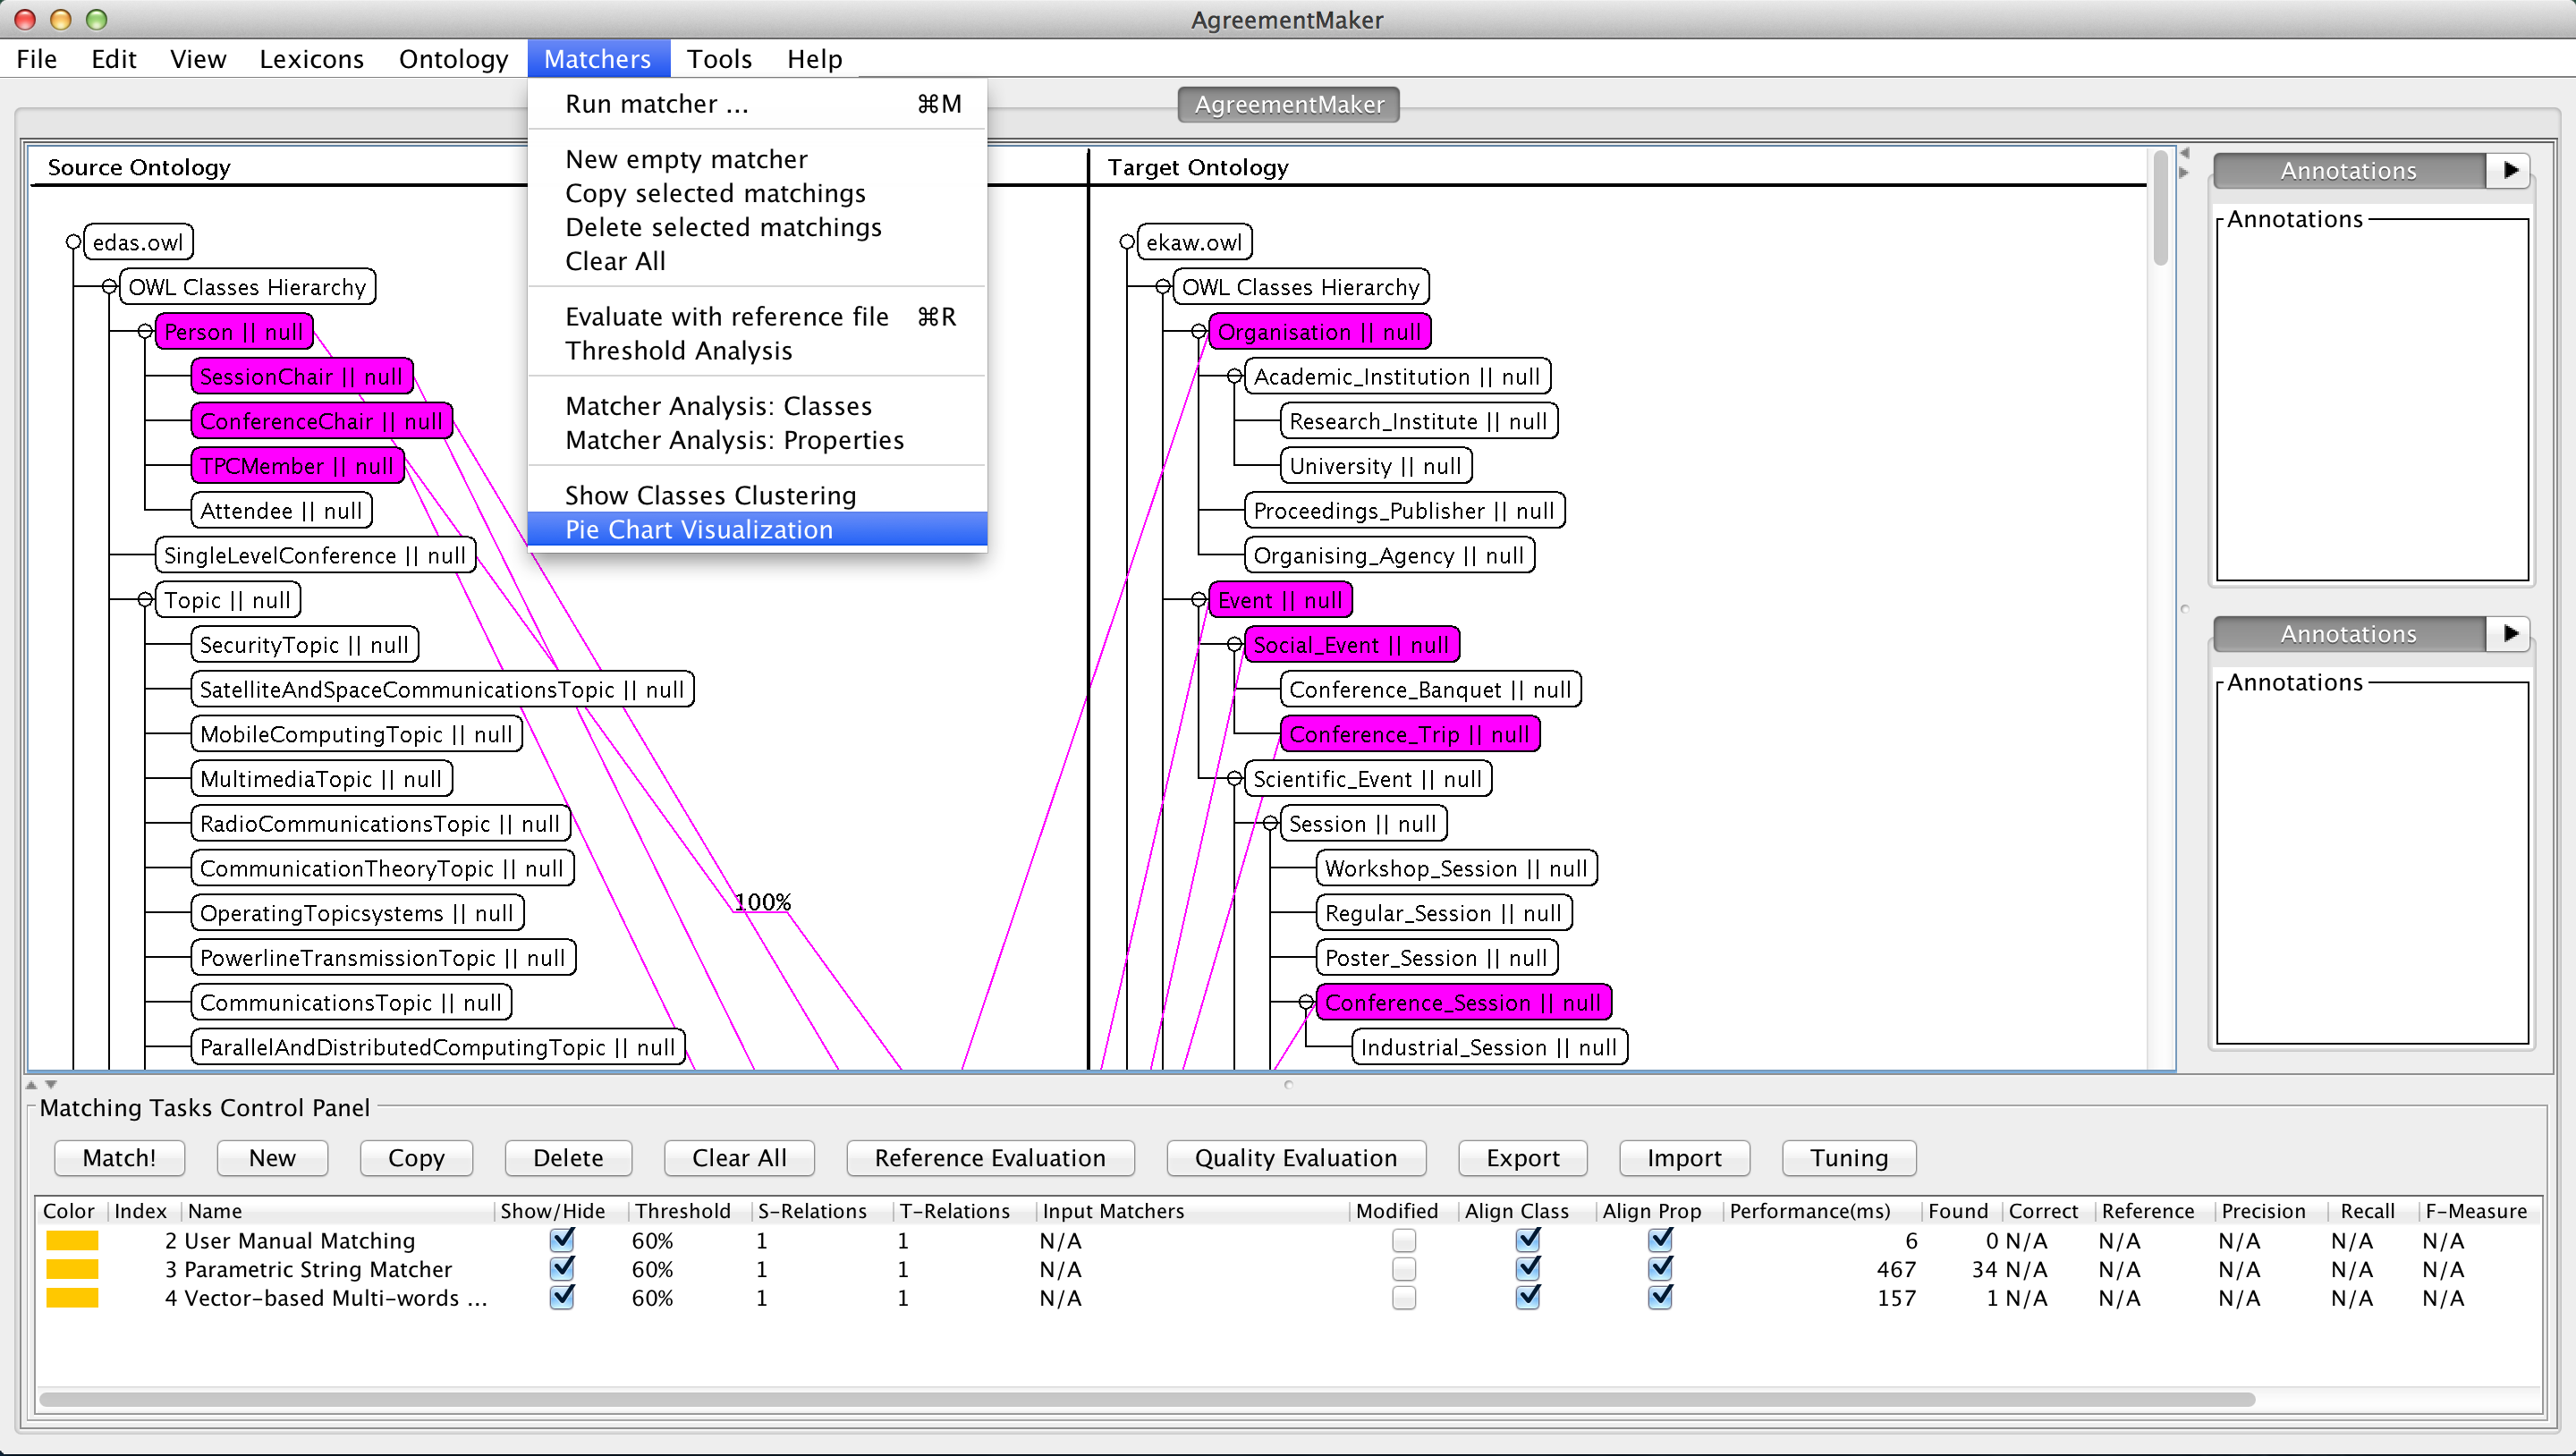 AgreementMaker
File Edit View Lexicons Ontology Matchers Tools Help
AgreementMaker
Run matcher ... ⌘M
New empty matcher
Copy selected matchings
Delete selected matchings
Clear All
Evaluate with reference file ⌘R
Threshold Analysis
Matcher Analysis: Classes
Matcher Analysis: Properties
Show Classes Clustering
Pie Chart Visualization
Source Ontology
edas.owl
OWL Classes Hierarchy
Person || null
SessionChair || null
ConferenceChair || null
TPCMember || null
Attendee || null
SingleLevelConference || null
Topic || null
SecurityTopic || null
SatelliteAndSpaceCommunicationsTopic || null
MobileComputingTopic || null
MultimediaTopic || null
RadioCommunicationsTopic || null
CommunicationTheoryTopic || null
OperatingTopicsystems || null
PowerlineTransmissionTopic || null
CommunicationsTopic || null
ParallelAndDistributedComputingTopic || null
100%
Target Ontology
ekaw.owl
OWL Classes Hierarchy
Organisation || null
Academic_Institution || null
Research_Institute || null
University || null
Proceedings_Publisher || null
Organising_Agency || null
Event || null
Social_Event || null
Conference_Banquet || null
Conference_Trip || null
Scientific_Event || null
Session || null
Workshop_Session || null
Regular_Session || null
Poster_Session || null
Conference_Session || null
Industrial_Session || null
Annotations
Annotations
Annotations
Annotations
Matching Tasks Control Panel
Match! New Copy Delete Clear All Reference Evaluation Quality Evaluation Export Import Tuning
Color Index Name Show/Hide Threshold S-Relations T-Relations Input Matchers Modified Align Class Align Prop Performance(ms) Found Correct Reference Precision Recall F-Measure
2 User Manual Matching 60% 1 1 N/A 6 0 N/A N/A N/A N/A N/A
3 Parametric String Matcher 60% 1 1 N/A 467 34 N/A N/A N/A N/A N/A
4 Vector-based Multi-words ... 60% 1 1 N/A 157 1 N/A N/A N/A N/A N/A